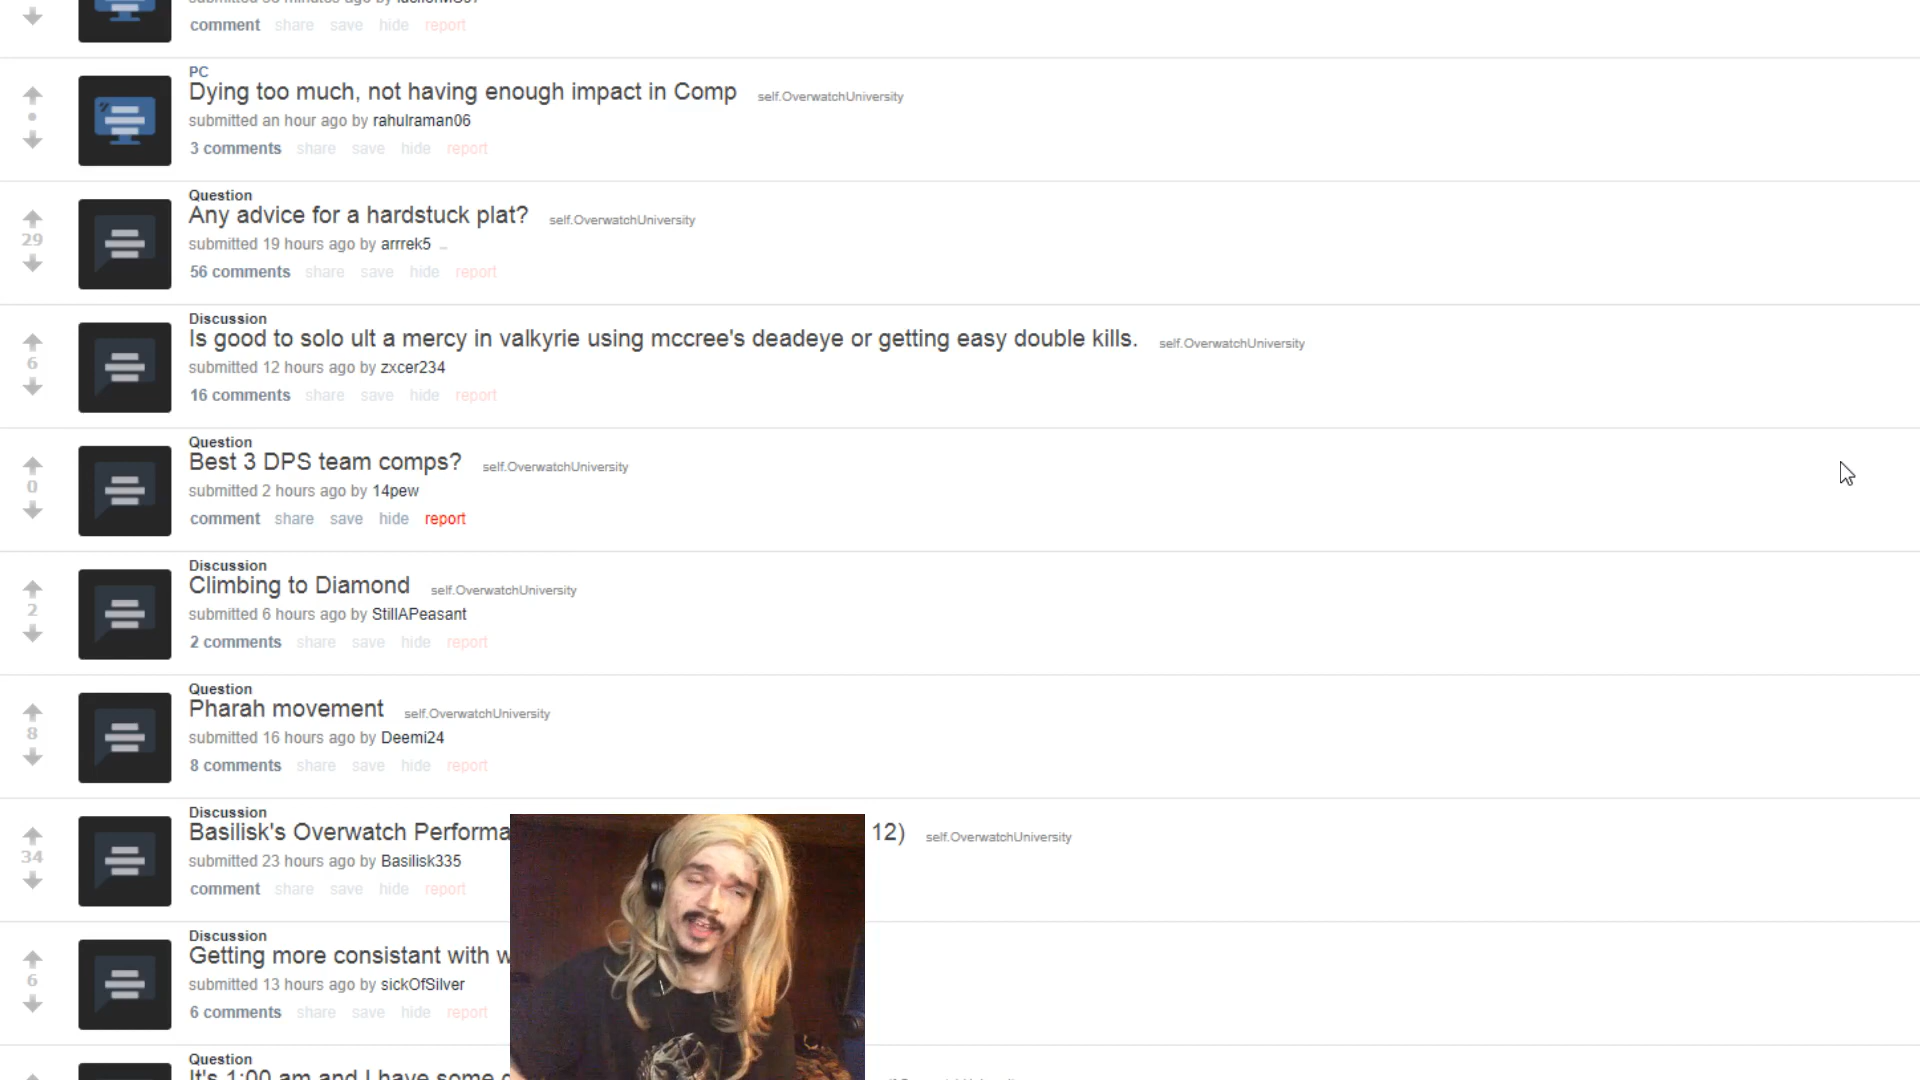 comment share save hide report
PC
Dying too much, not having enough impact in Comp self.OverwatchUniversity
submitted an hour ago by rahulraman06
3 comments share save hide report
Question
29
Any advice for a hardstuck plat? self.OverwatchUniversity
submitted 19 hours ago by arrrek5
56 comments share save hide report
Discussion
6
Is good to solo ult a mercy in valkyrie using mccree's deadeye or getting easy double kills. self.OverwatchUniversity
submitted 12 hours ago by zxcer234
16 comments share save hide report
Question
0
Best 3 DPS team comps? self.OverwatchUniversity
submitted 2 hours ago by 14pew
comment share save hide report
Discussion
2
Climbing to Diamond self.OverwatchUniversity
submitted 6 hours ago by StillAPeasant
2 comments share save hide report
Question
8
Pharah movement self.OverwatchUniversity
submitted 16 hours ago by Deemi24
8 comments share save hide report
Discussion
34
Basilisk's Overwatch Performa 12) self.OverwatchUniversity
submitted 23 hours ago by Basilisk335
comment share save hide report
Discussion
6
Getting more consistant with
submitted 13 hours ago by sickOfSilver
6 comments share save hide report
Question
It's 1:00 am and I have some